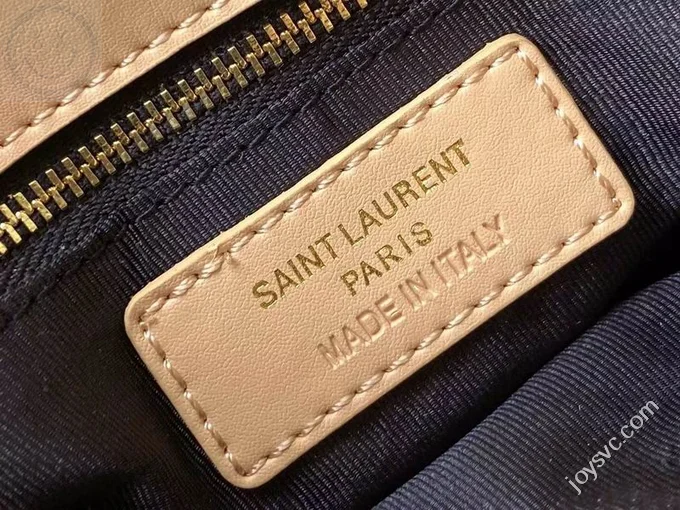 SAINT LAURENT
PARIS
MADE IN ITALY
joysvc.com